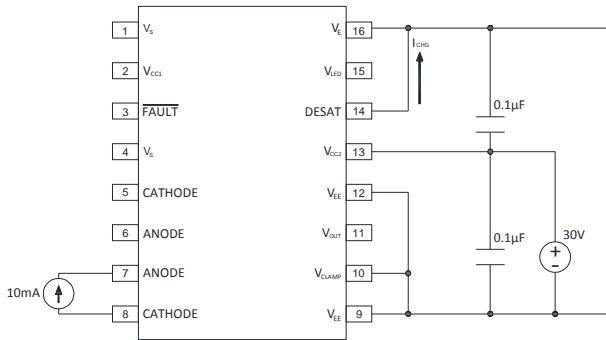 1 VS VE 16
ICHG
2 VCC1 VLED 15
0.1µF
3 FAULT DESAT 14
4 VS VCC2 13
5 CATHODE VEE 12
6 ANODE VOUT 11
0.1µF
30V
7 ANODE VCLAMP 10
10mA
8 CATHODE VEE 9